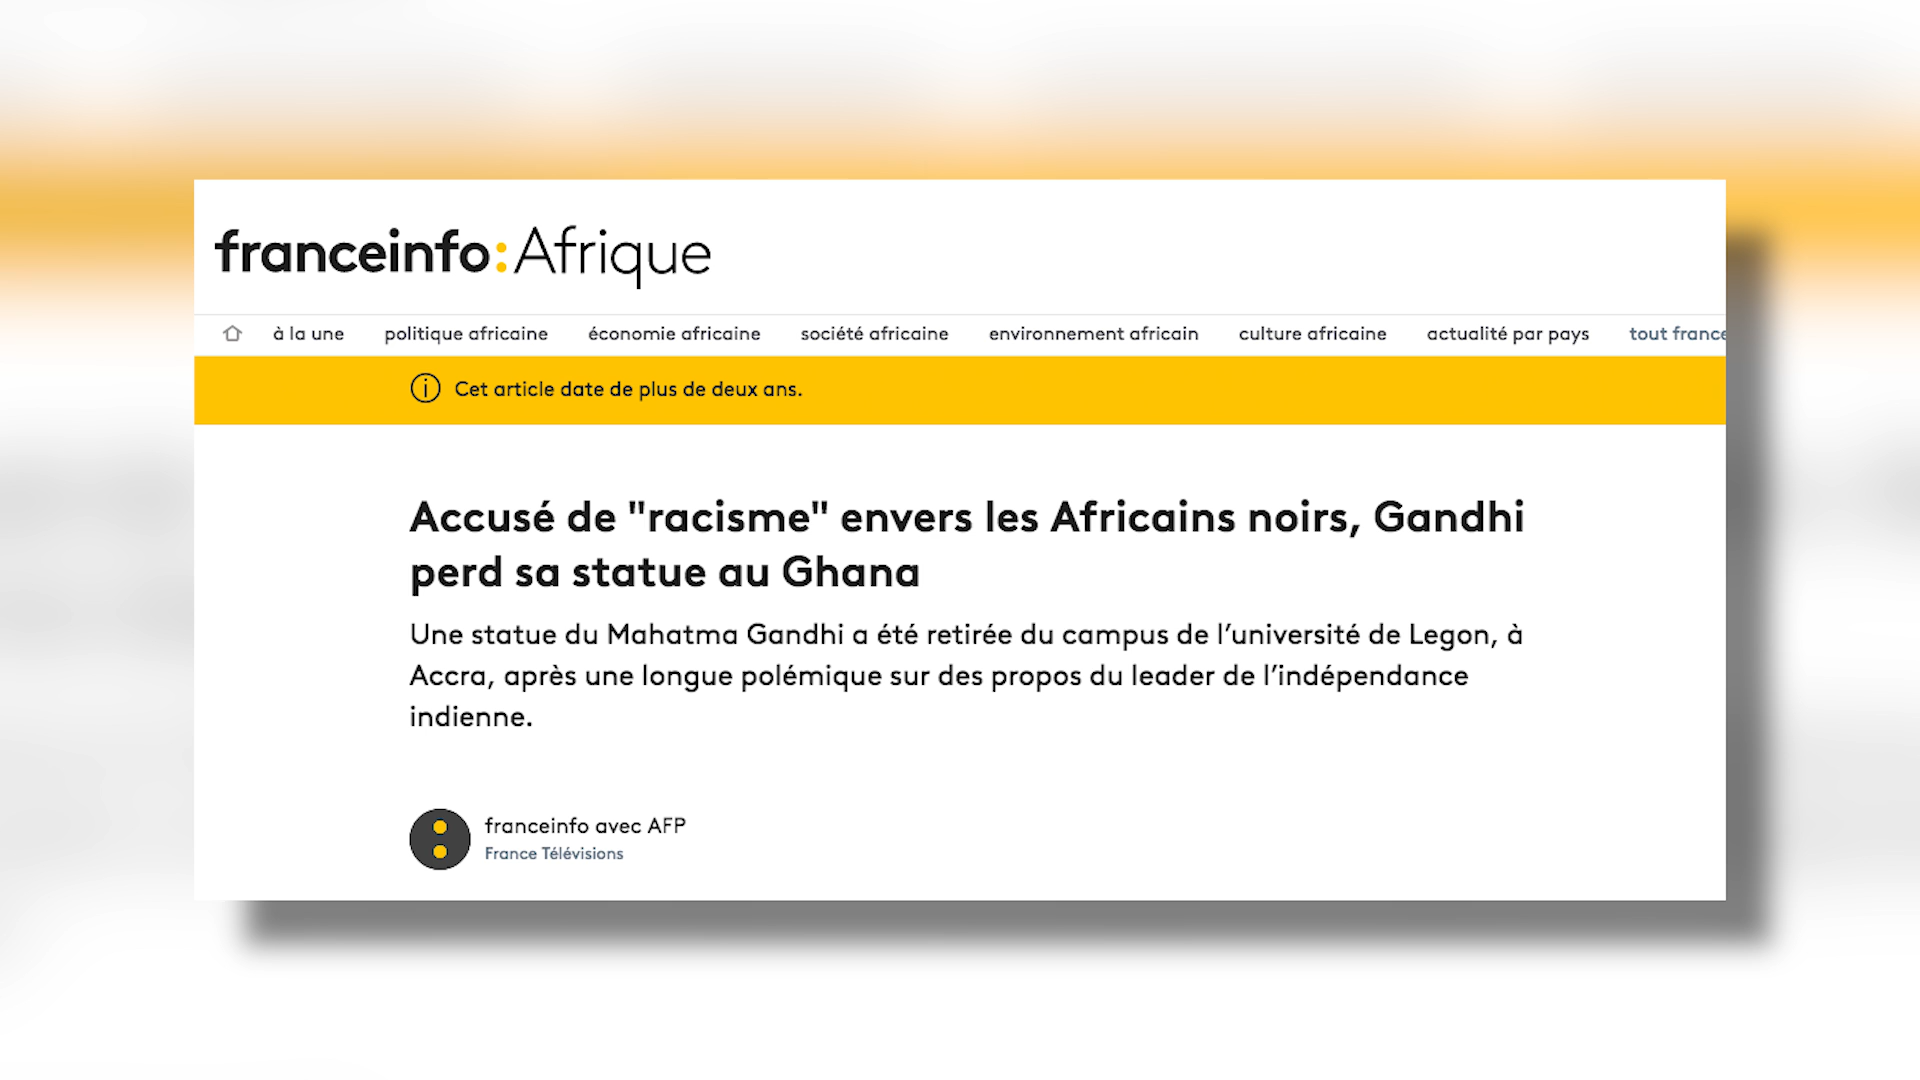 franceinfo:Afrique
à la une politique africaine économie africaine société africaine environnement africain culture africaine actualité par pays tout france
Cet article date de plus de deux ans.
Accusé de "racisme" envers les Africains noirs, Gandhi
perd sa statue au Ghana
Une statue du Mahatma Gandhi a été retirée du campus de l’université de Legon, à
Accra, après une longue polémique sur des propos du leader de l’indépendance
indienne.
franceinfo avec AFP
France Télévisions